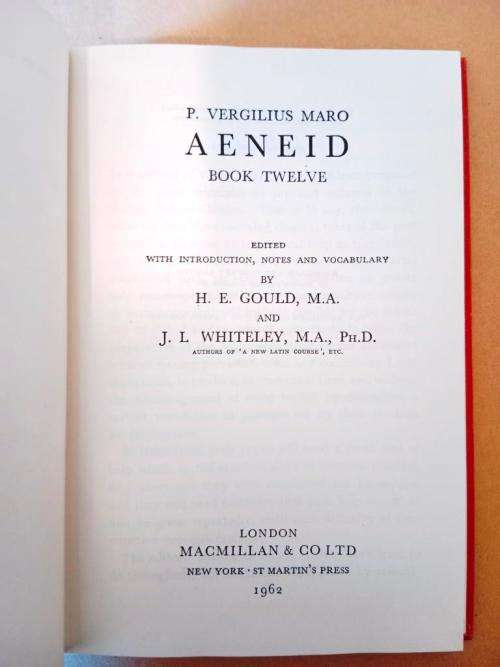 P. VERGILIUS MARO
AENEID
BOOK TWELVE
EDITED
WITH INTRODUCTION, NOTES AND VOCABULARY
BY
H. E. GOULD, M.A.
AND
J. L WHITELEY, M.A., PH.D.
AUTHORS OF 'A NEW LATIN COURSE', ETC.
LONDON
MACMILLAN & CO LTD
NEW YORK · ST MARTIN'S PRESS
1962